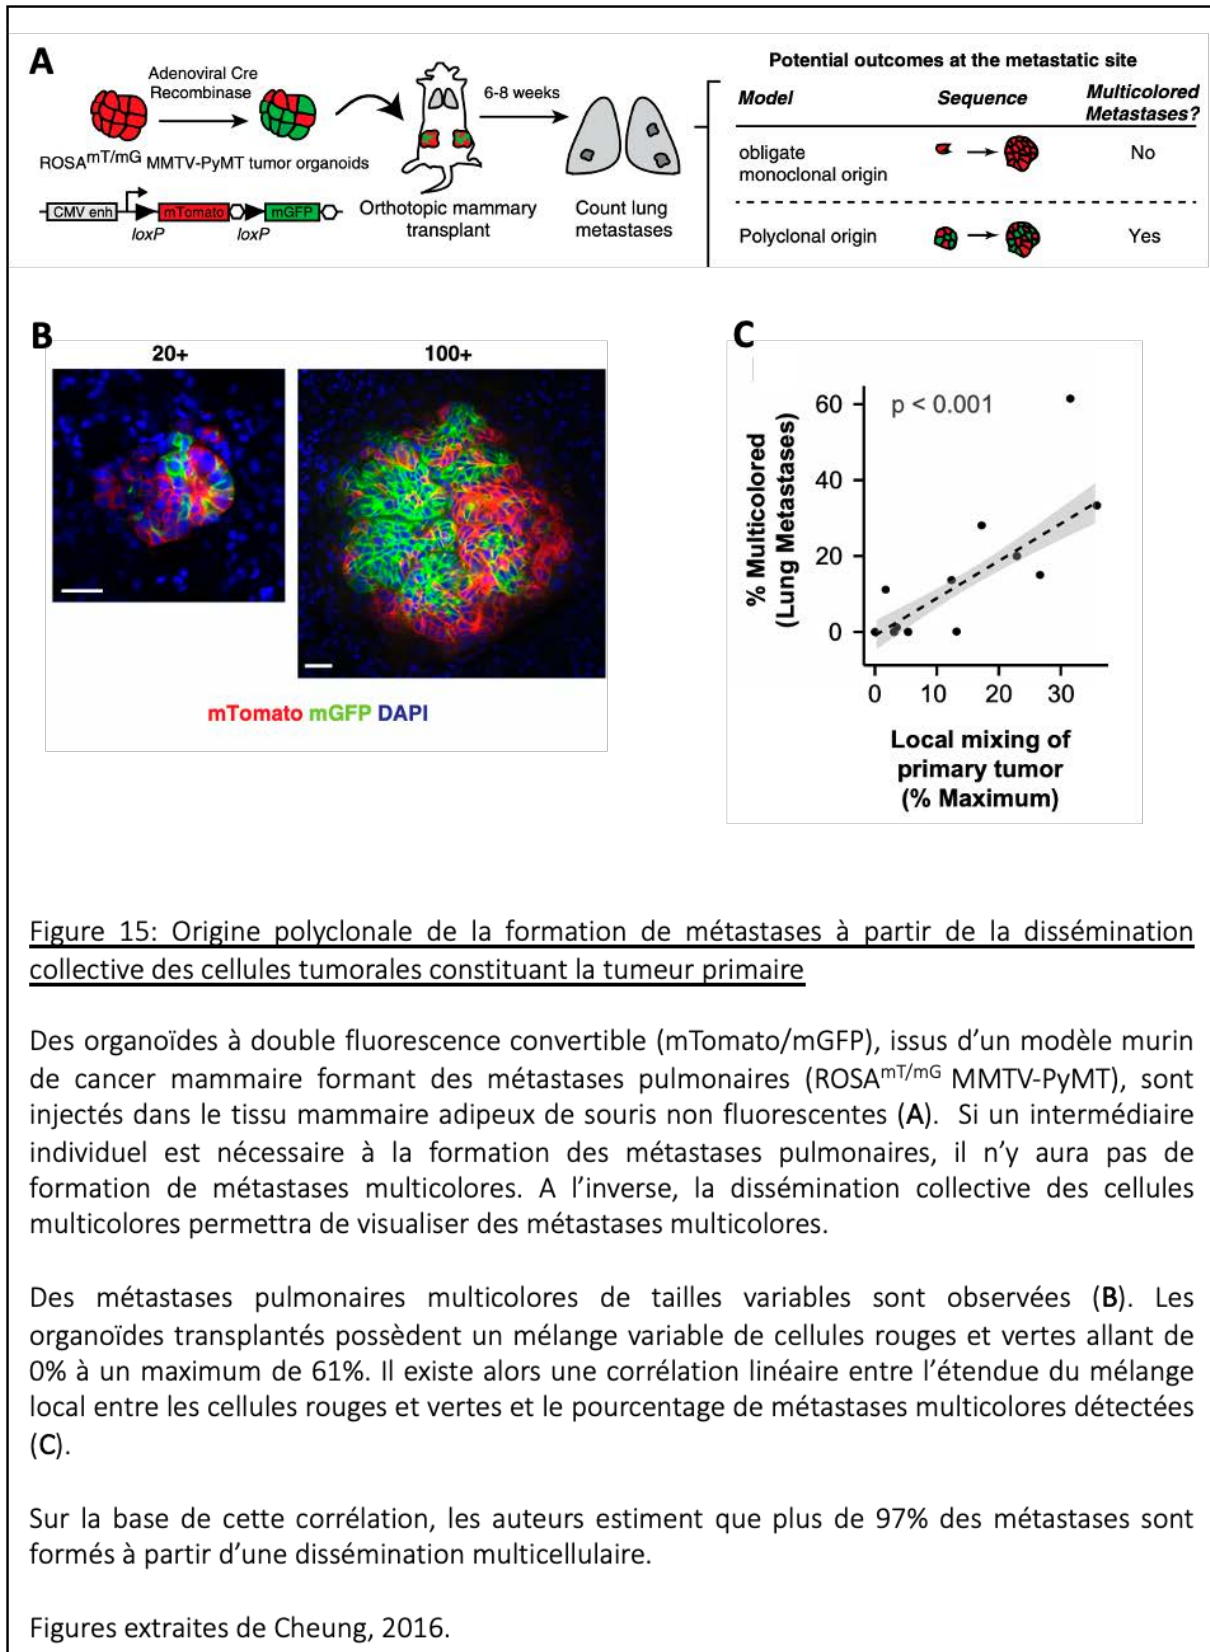 A
Adenoviral Cre
Recombinase
ROSAmT/mG MMTV-PyMT tumor organoids
CMV enh
mTomato
mGFP
loxP
loxP
Orthotopic mammary
transplant
6-8 weeks
Count lung
metastases
Potential outcomes at the metastatic site
Model Sequence Multicolored
Metastases?
obligate
monoclonal origin
No
Polyclonal origin
Yes
B
20+
100+
mTomato mGFP DAPI
C
p < 0.001
% Multicolored
(Lung Metastases)
60
40
20
0
0 10 20 30
Local mixing of
primary tumor
(% Maximum)
Figure 15: Origine polyclonale de la formation de métastases à partir de la dissémination
collective des cellules tumorales constituant la tumeur primaire
Des organoïdes à double fluorescence convertible (mTomato/mGFP), issus d’un modèle murin
de cancer mammaire formant des métastases pulmonaires (ROSAmT/mG MMTV-PyMT), sont
injectés dans le tissu mammaire adipeux de souris non fluorescentes (A). Si un intermédiaire
individuel est nécessaire à la formation des métastases pulmonaires, il n’y aura pas de
formation de métastases multicolores. A l’inverse, la dissémination collective des cellules
multicolores permettra de visualiser des métastases multicolores.
Des métastases pulmonaires multicolores de tailles variables sont observées (B). Les
organoïdes transplantés possèdent un mélange variable de cellules rouges et vertes allant de
0% à un maximum de 61%. Il existe alors une corrélation linéaire entre l’étendue du mélange
local entre les cellules rouges et vertes et le pourcentage de métastases multicolores détectées
(C).
Sur la base de cette corrélation, les auteurs estiment que plus de 97% des métastases sont
formés à partir d’une dissémination multicellulaire.
Figures extraites de Cheung, 2016.